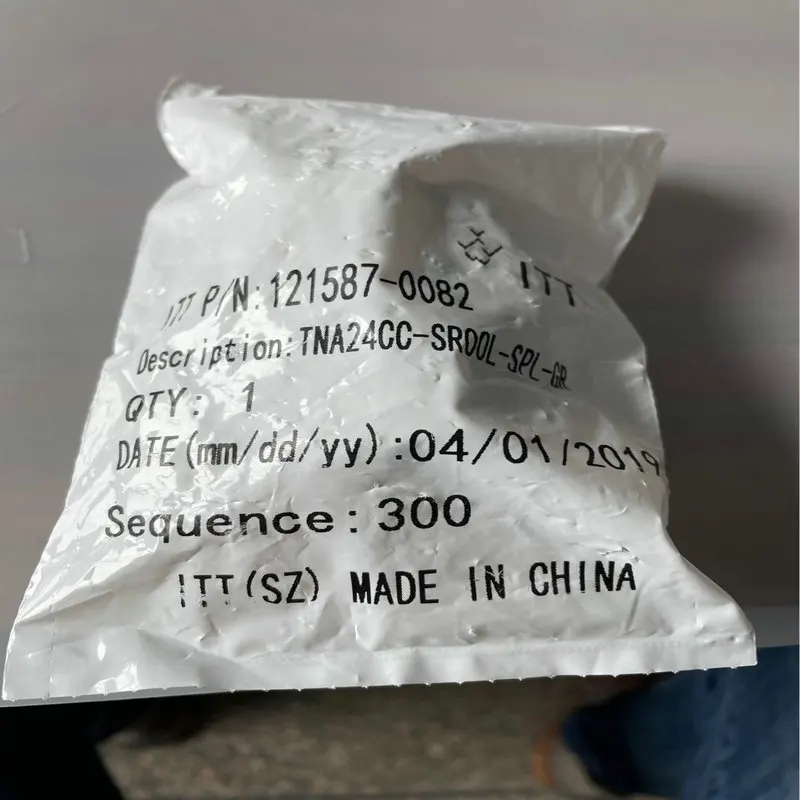 ITT
ITT P/N:121587-0082
Description:TNA24CC-SR00L-SPL-GR
QTY: 1
DATE(mm/dd/yy):04/01/2019
Sequence:300
ITT(SZ) MADE IN CHINA